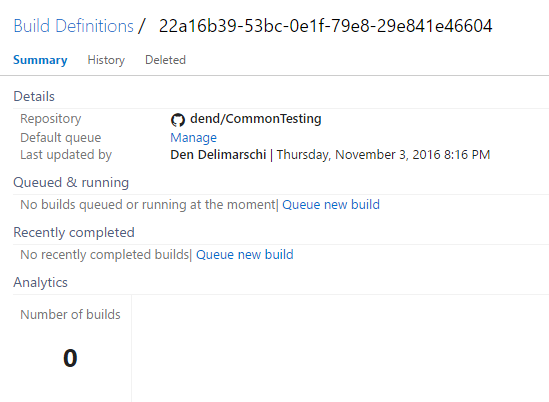 Build Definitions / 22a16b39-53bc-0e1f-79e8-29e841e46604
Summary History Deleted
Details
Repository dend/CommonTesting
Default queue Manage
Last updated by Den Delimarschi | Thursday, November 3, 2016 8:16 PM
Queued & running
No builds queued or running at the moment| Queue new build
Recently completed
No recently completed builds| Queue new build
Analytics
Number of builds
0